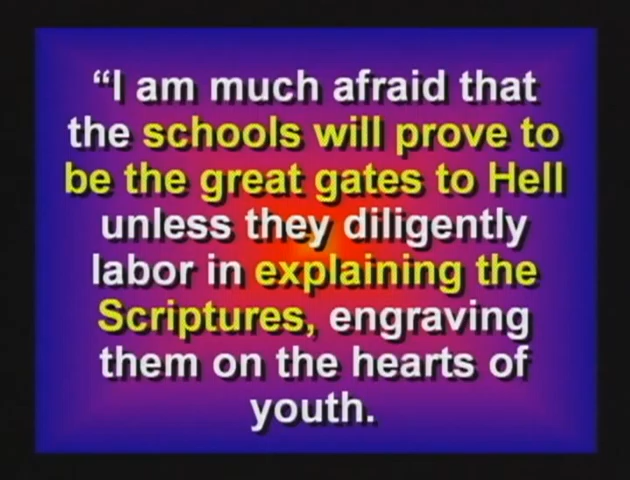 “I am much afraid that
the schools will prove to
be the great gates to Hell
unless they diligently
labor in explaining the
Scriptures, engraving
them on the hearts of
youth.